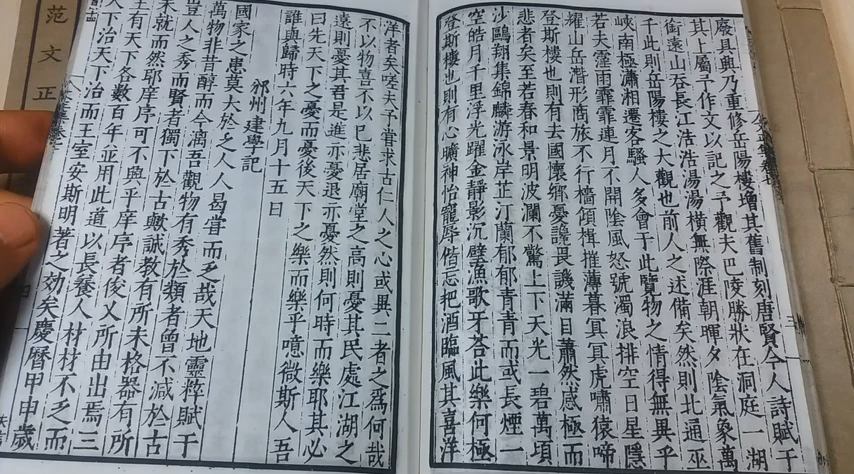 廢具興乃重修岳陽樓增其舊制刻唐賢今人詩賦于
其上屬予作文以記之予觀夫巴陵勝狀在洞庭一湖
銜遠山吞長江浩浩湯湯橫無際涯朝暉夕陰氣象萬
千此則岳陽樓之大觀也前人之述備矣然則北通巫
峽南極瀟湘遷客騷人多會于此覽物之情得無異乎
若夫霪雨霏霏連月不開陰風怒號濁浪排空日星隱
耀山岳潛形商旅不行檣傾楫摧薄暮冥冥虎嘯猿啼
登斯樓也則有去國懷鄉憂讒畏譏滿目蕭然感極而
悲者矣至若春和景明波瀾不驚上下天光一碧萬頃
沙鷗翔集錦鱗游泳岸芷汀蘭郁郁青青而或長煙一
空皓月千里浮光躍金靜影沉璧漁歌互荅此樂何極
登斯樓也則有心曠神怡寵辱偕忘把酒臨風其喜洋
洋者矣嗟夫予嘗求古仁人之心或異二者之為何哉
不以物喜不以己悲居廟堂之高則憂其民處江湖之
遠則憂其君是進亦憂退亦憂然則何時而樂耶其必
曰先天下之憂而憂後天下之樂而樂乎噫微斯人吾
誰與歸時六年九月十五日
邠州建學記
國家之患莫大於乏人人曷嘗而乏哉天地靈粹賦于
萬物非昔醇而今漓吾觀物有秀於類者曾不減於古
豈人之秀而賢者獨下於古歟誠教有所未格器有所
未就而然耶庠序可不興乎庠序者俊乂所由出焉三
王有天下各數百年並用此道以長養人材材不乏而
天下治天下治而王室安斯明著之効矣慶曆甲申歲
范文正